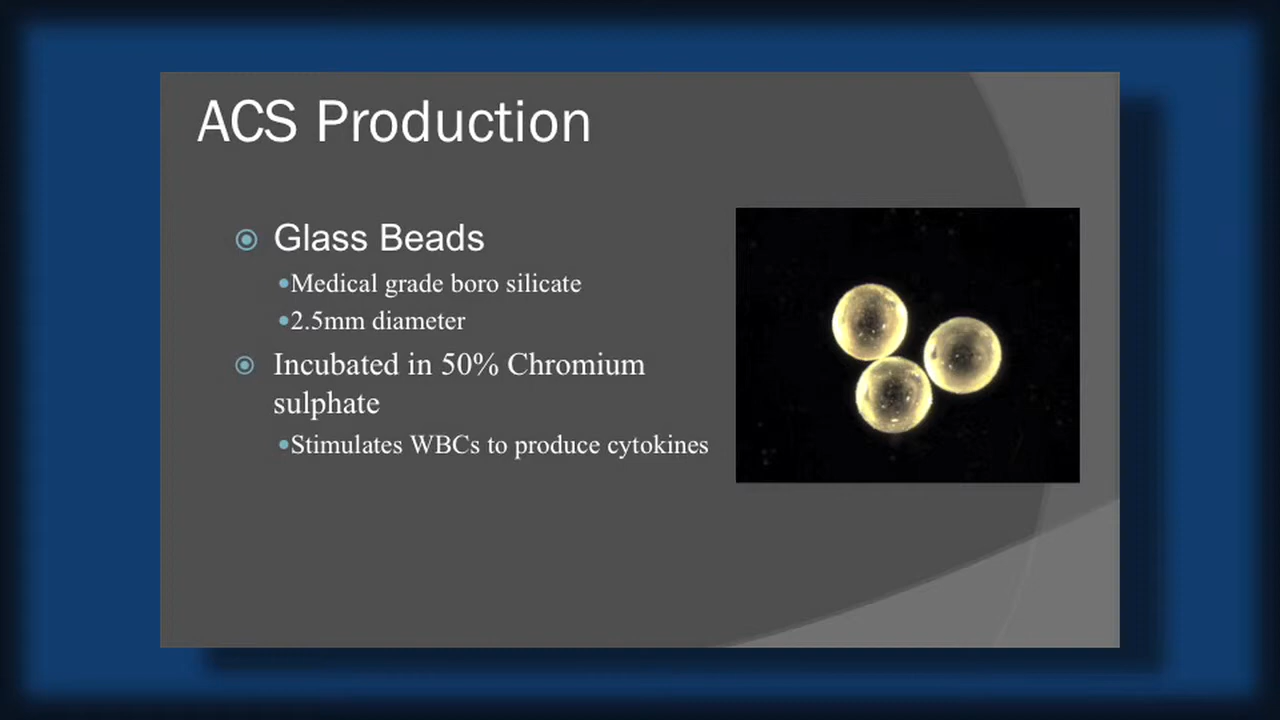 ACS Production
Glass Beads
Medical grade boro silicate
2.5mm diameter
Incubated in 50% Chromium
sulphate
Stimulates WBCs to produce cytokines